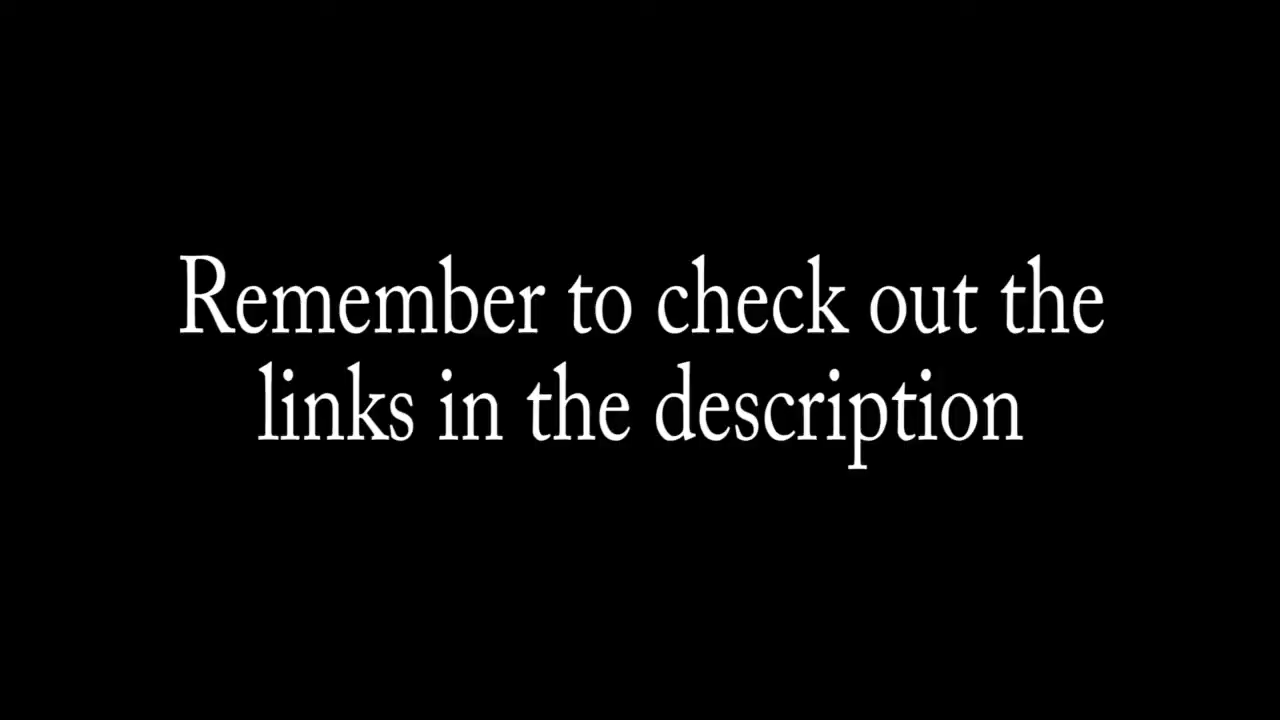 Remember to check out the
links in the description